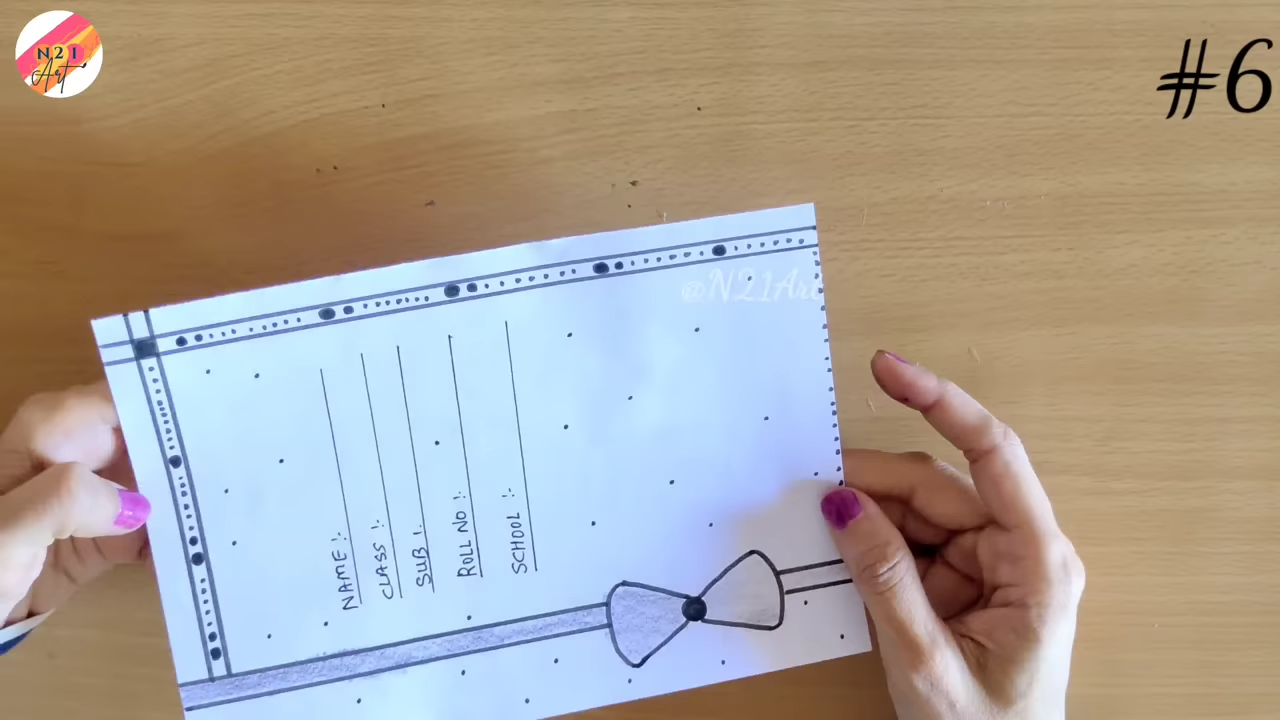 N21
Art
#6
@N21Art
NAME :-
CLASS :-
SUB :-
ROLL NO :-
SCHOOL :-